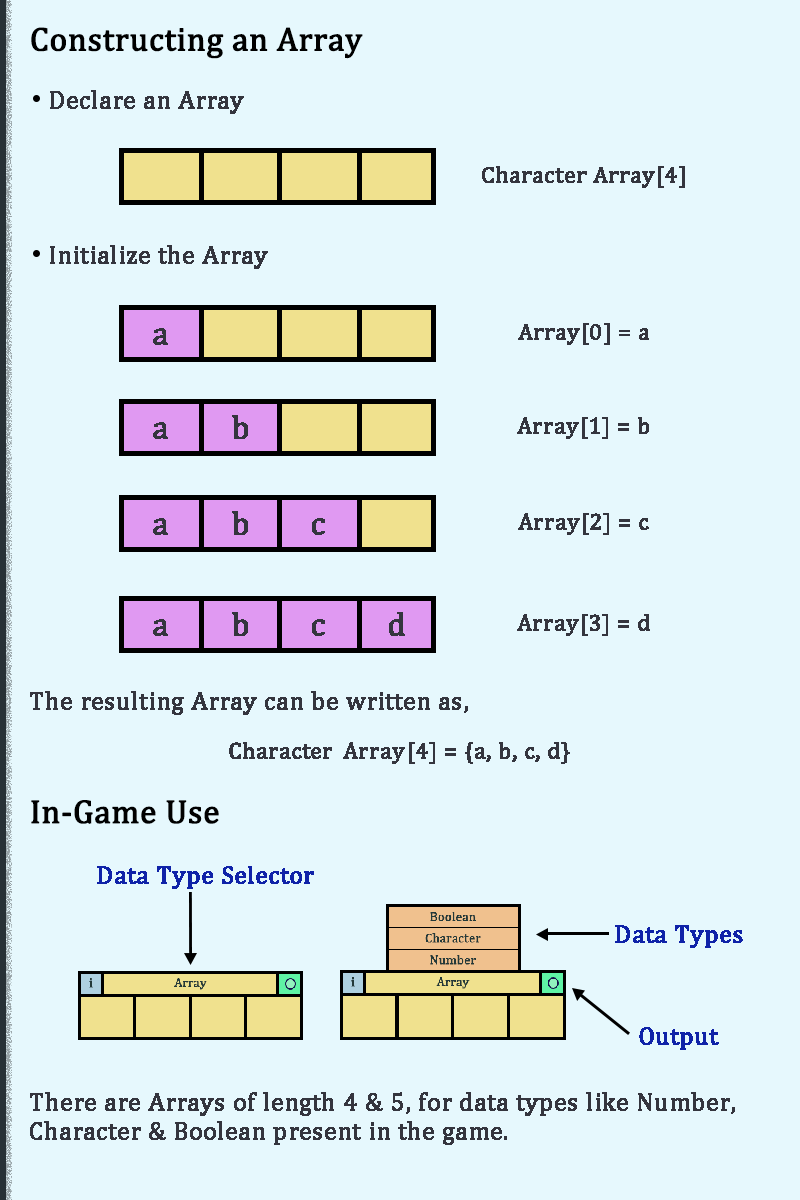 Constructing an Array
• Declare an Array
Character Array[4]
• Initialize the Array
a
Array[0] = a
a b
Array[1] = b
a b c
Array[2] = c
a b c d
Array[3] = d
The resulting Array can be written as,
Character Array[4] = {a, b, c, d}
In-Game Use
Data Type Selector
i Array O
Boolean
Character
Number
i Array O
Data Types
Output
There are Arrays of length 4 & 5, for data types like Number,
Character & Boolean present in the game.